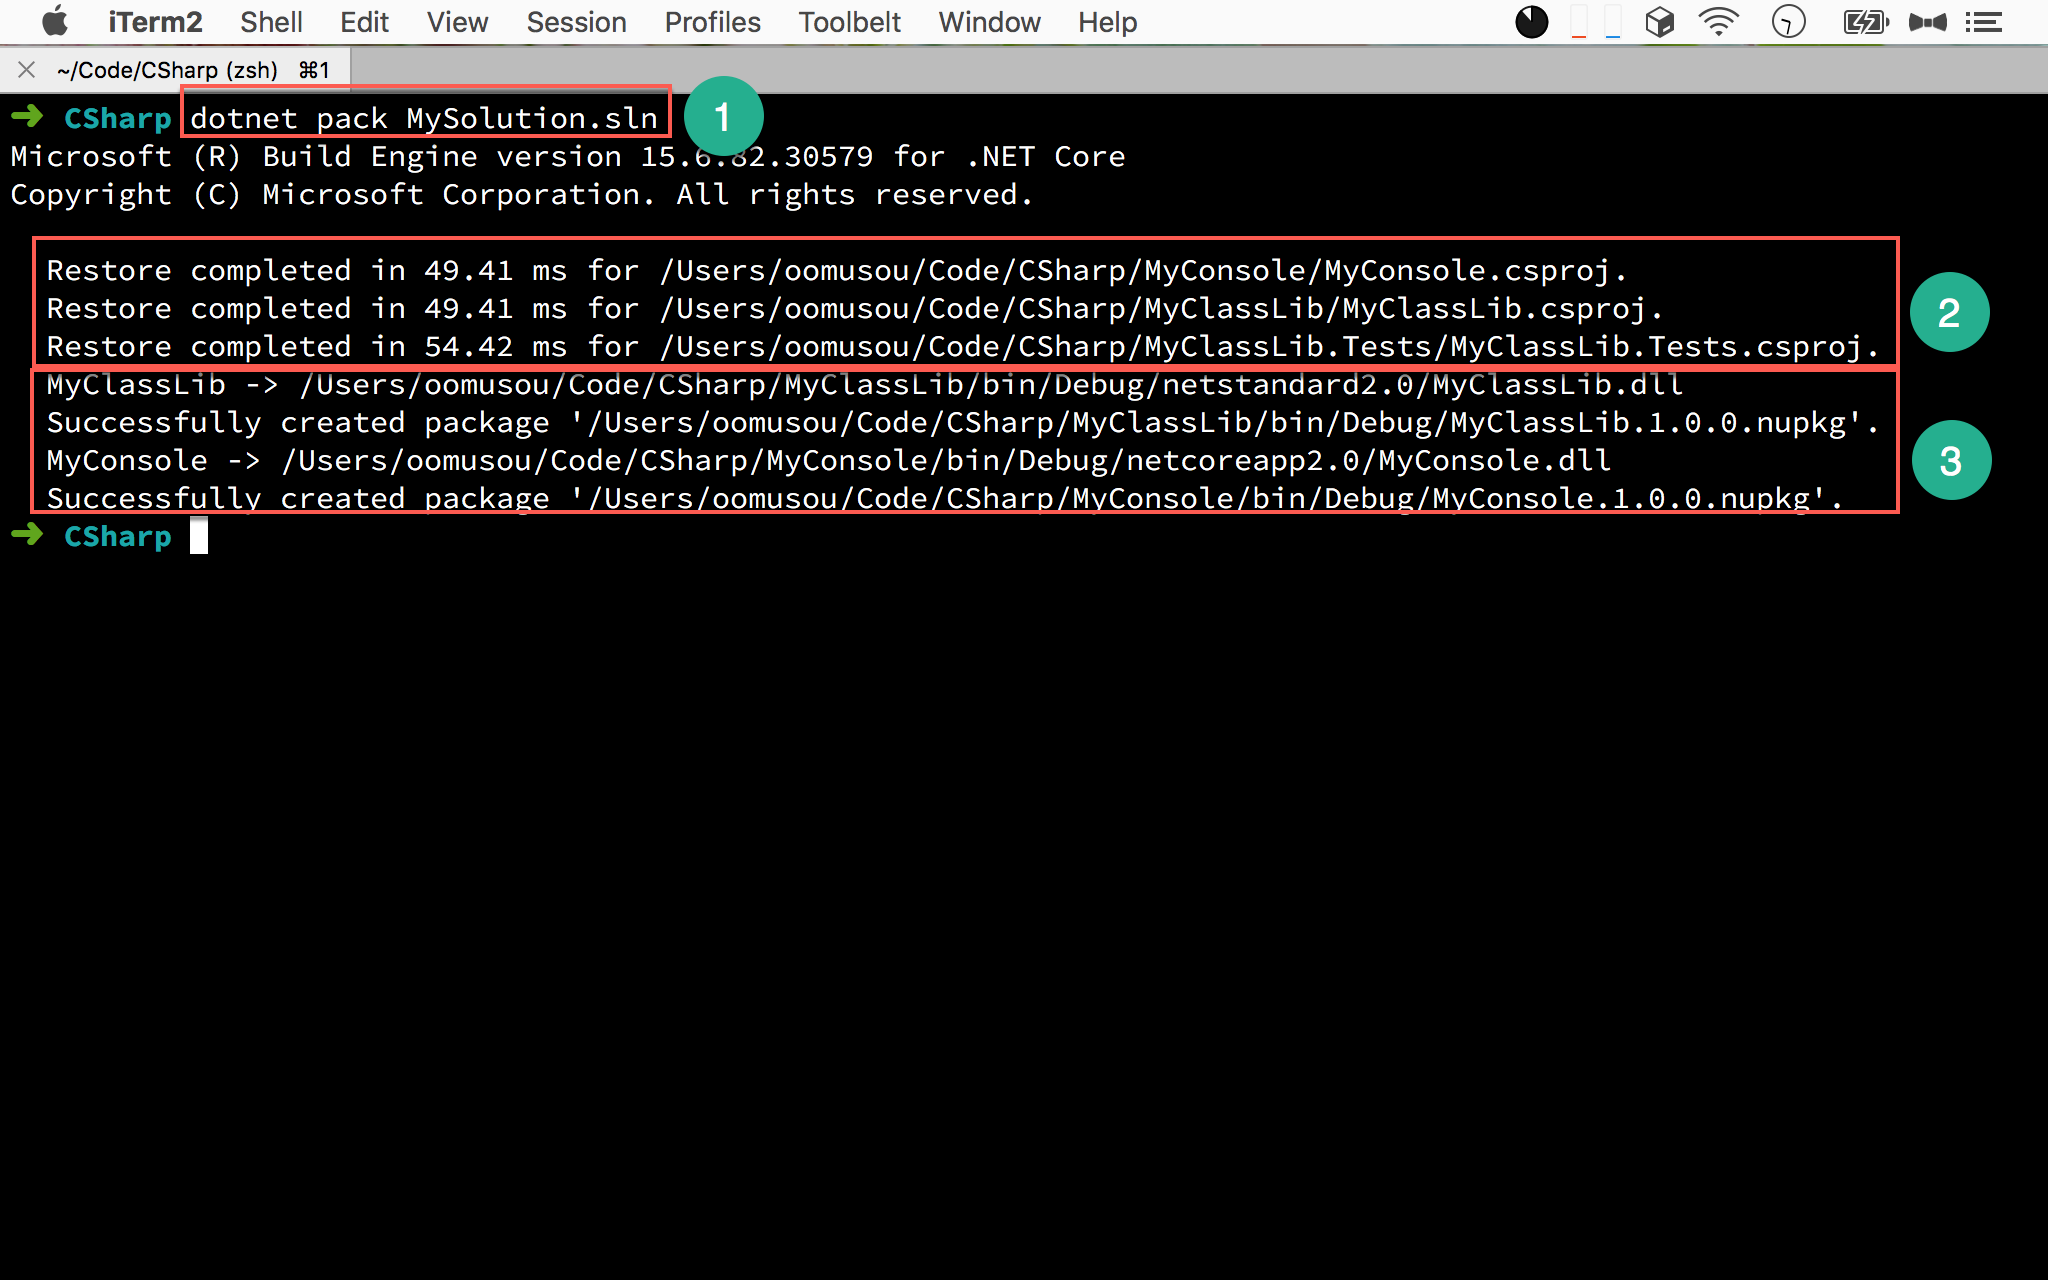 iTerm2 Shell Edit View Session Profiles Toolbelt Window Help
~/Code/CSharp (zsh) ⌘1
➜ CSharp dotnet pack MySolution.sln
1
Microsoft (R) Build Engine version 15.6.82.30579 for .NET Core
Copyright (C) Microsoft Corporation. All rights reserved.
Restore completed in 49.41 ms for /Users/oomusou/Code/CSharp/MyConsole/MyConsole.csproj.
Restore completed in 49.41 ms for /Users/oomusou/Code/CSharp/MyClassLib/MyClassLib.csproj.
Restore completed in 54.42 ms for /Users/oomusou/Code/CSharp/MyClassLib.Tests/MyClassLib.Tests.csproj.
2
MyClassLib -> /Users/oomusou/Code/CSharp/MyClassLib/bin/Debug/netstandard2.0/MyClassLib.dll
Successfully created package '/Users/oomusou/Code/CSharp/MyClassLib/bin/Debug/MyClassLib.1.0.0.nupkg'.
MyConsole -> /Users/oomusou/Code/CSharp/MyConsole/bin/Debug/netcoreapp2.0/MyConsole.dll
Successfully created package '/Users/oomusou/Code/CSharp/MyConsole/bin/Debug/MyConsole.1.0.0.nupkg'.
3
➜ CSharp